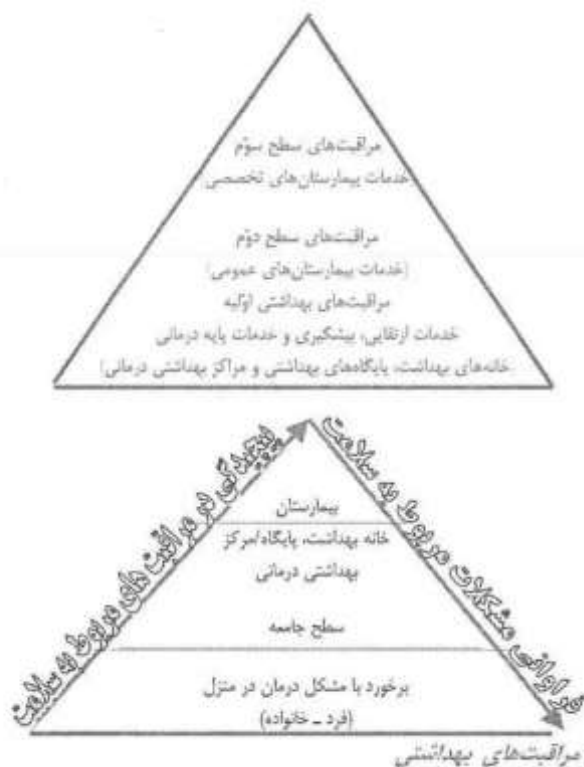 مراقبت‌های سطح سوّم
(خدمات بیمارستان‌های تخصصی)
مراقبت‌های سطح دوّم
(خدمات بیمارستان‌های عمومی)
مراقبت‌های بهداشتی اوّلیه
خدمات ارتقایی، پیشگیری و خدمات پایه درمانی
(خانه‌های بهداشت، پایگاه‌های بهداشتی و مراکز بهداشتی درمانی)
پیچیدگی در مراقبت های مربوط به سلامت
فراوانی مشکلات مربوط به سلامت
بیمارستان
خانه بهداشت، پایگاه/مرکز
بهداشتی درمانی
سطح جامعه
برخورد با مشکل درمان در منزل
(فرد ـ خانواده)
مراقبت‌های بهداشتی